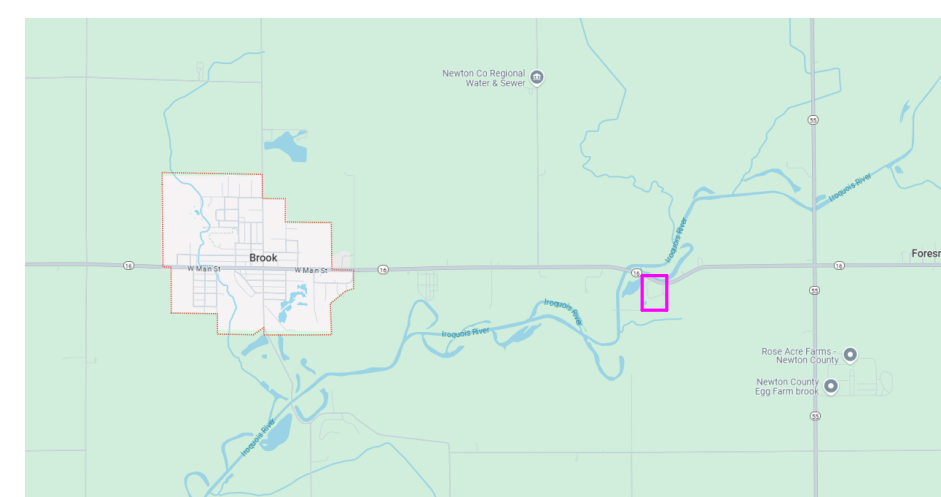 Newton Co Regional
Water & Sewer
55
Iroquois River
Iroquois River
Brook
16
W Main St
W Main St
16
16
16
Foresr
55
Iroquois River
Iroquois River
Rose Acre Farms -
Newton County
Newton County
Egg Farm brook
55
Iroquois River